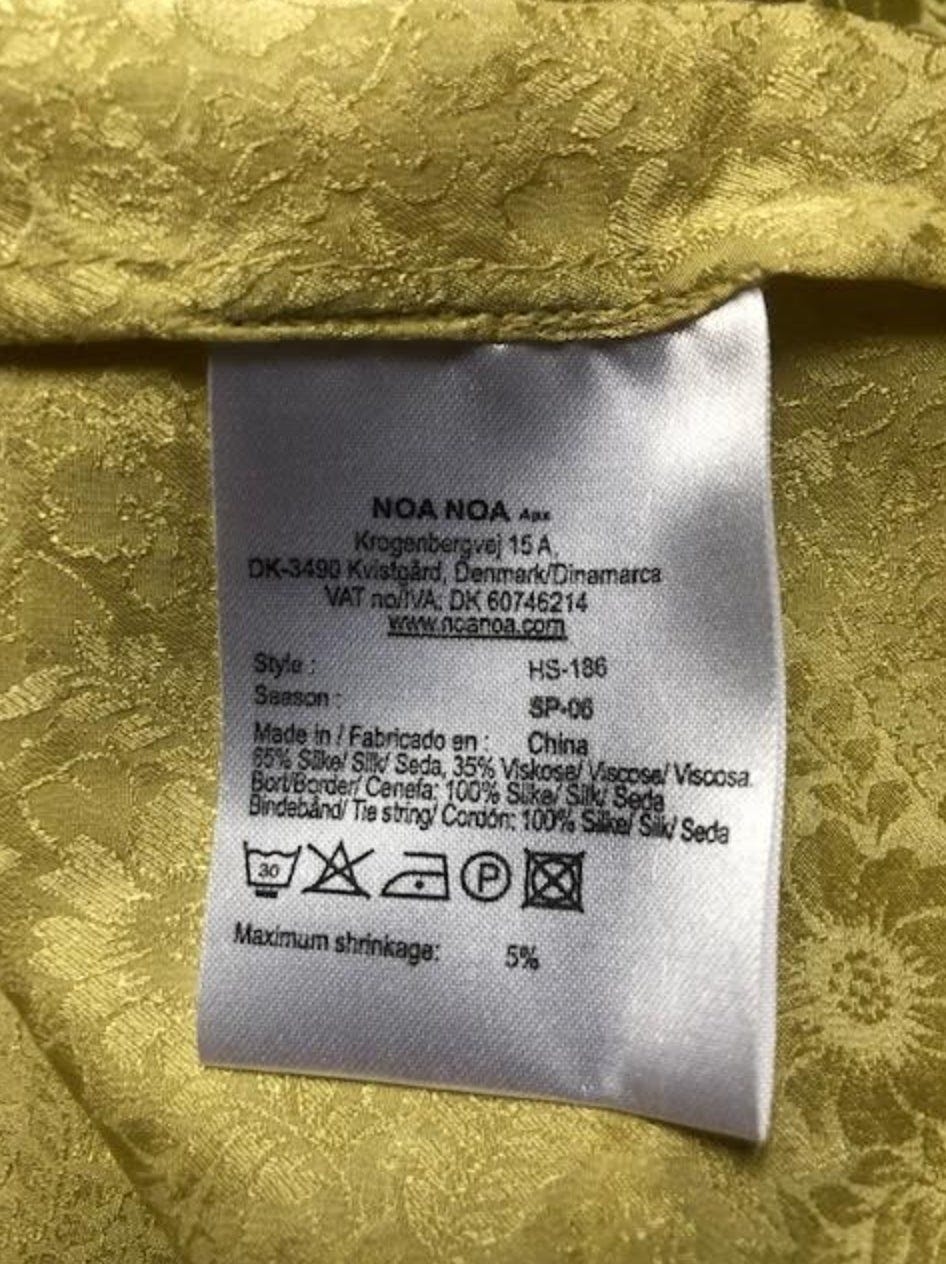 NOA NOA Aps
Krogenbergvej 15 A,
DK-3490 Kvistgård, Denmark/Dinamarca
VAT no/IVA: DK 60746214
www.noanoa.com
Style : HS-186
Season : SP-06
Made in / Fabricado en : China
65% Silke/ Silk/ Seda, 35% Viskose/ Viscose/ Viscosa
Bort/Border/ Cenefa: 100% Silke/ Silk/ Seda
Bindebånd/ Tie string/ Cordón: 100% Silke/ Silk/ Seda
30 P
Maximum shrinkage: 5%